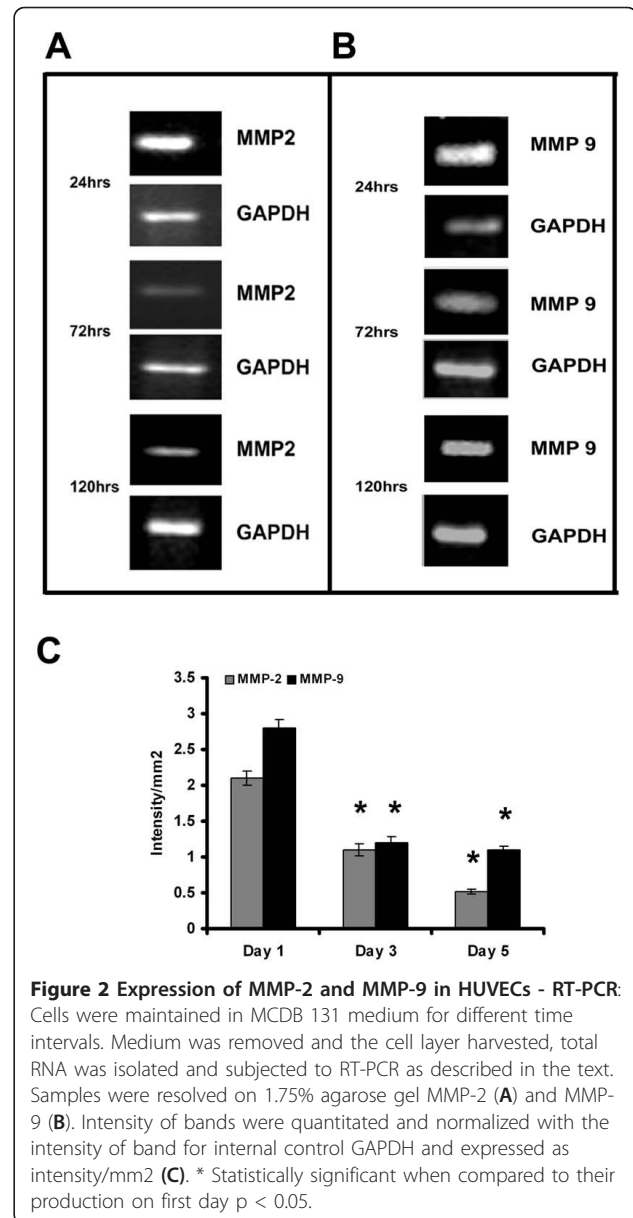 A
B
MMP2
24hrs
GAPDH
MMP2
72hrs
GAPDH
MMP2
120hrs
GAPDH
MMP 9
24hrs
GAPDH
MMP 9
72hrs
GAPDH
MMP 9
120hrs
GAPDH
C
3.5
MMP-2 MMP-9
3
2.5
2
1.5
1
0.5
0
Intensity/mm2
* * * *
Day 1 Day 3 Day 5
Figure 2 Expression of MMP-2 and MMP-9 in HUVECs - RT-PCR:
Cells were maintained in MCDB 131 medium for different time
intervals. Medium was removed and the cell layer harvested, total
RNA was isolated and subjected to RT-PCR as described in the text.
Samples were resolved on 1.75% agarose gel MMP-2 (A) and MMP-
9 (B). Intensity of bands were quantitated and normalized with the
intensity of band for internal control GAPDH and expressed as
intensity/mm2 (C). * Statistically significant when compared to their
production on first day p < 0.05.